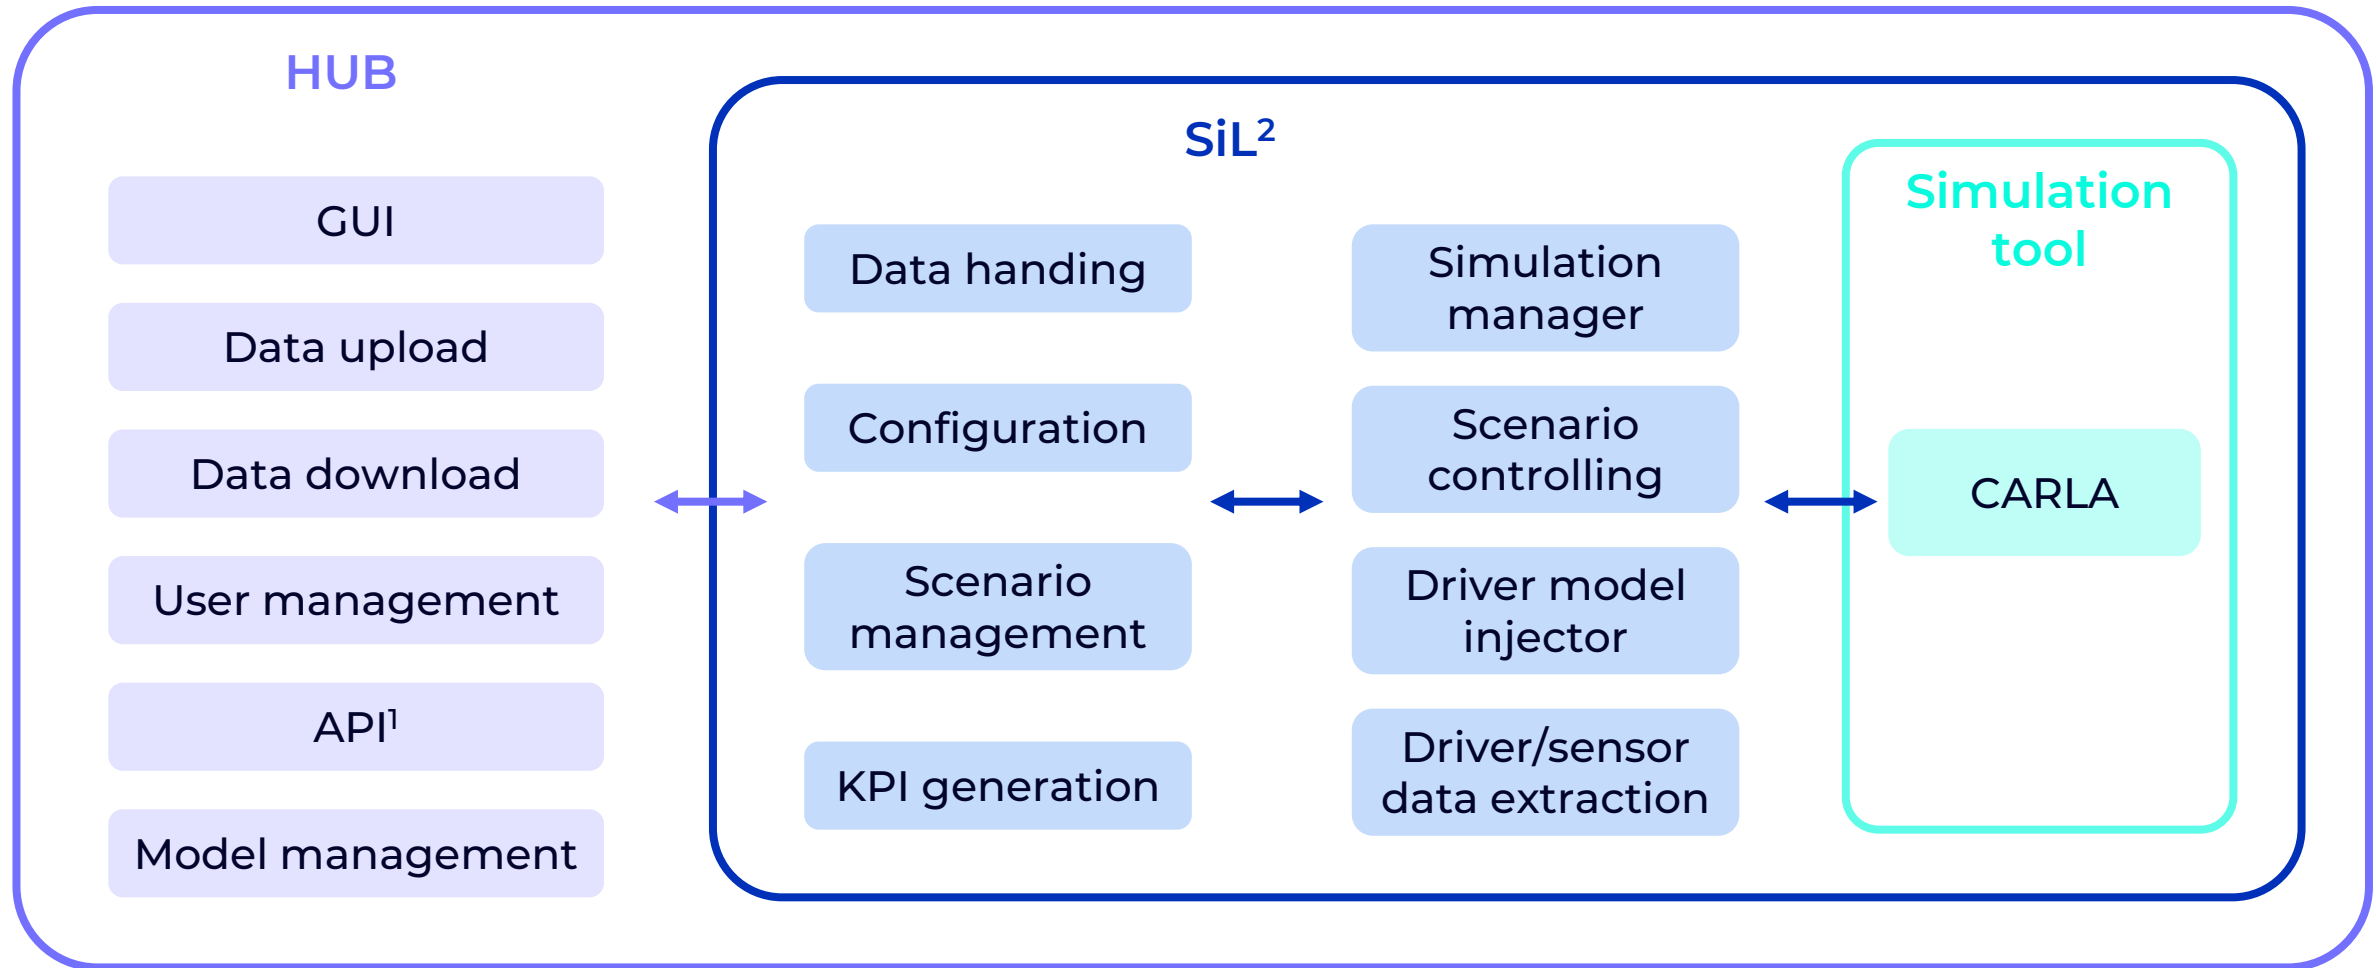 HUB
GUI
Data upload
Data download
User management
API¹
Model management
SiL²
Data handing
Configuration
Scenario
management
KPI generation
Simulation
manager
Scenario
controlling
Driver model
injector
Driver/sensor
data extraction
Simulation
tool
CARLA